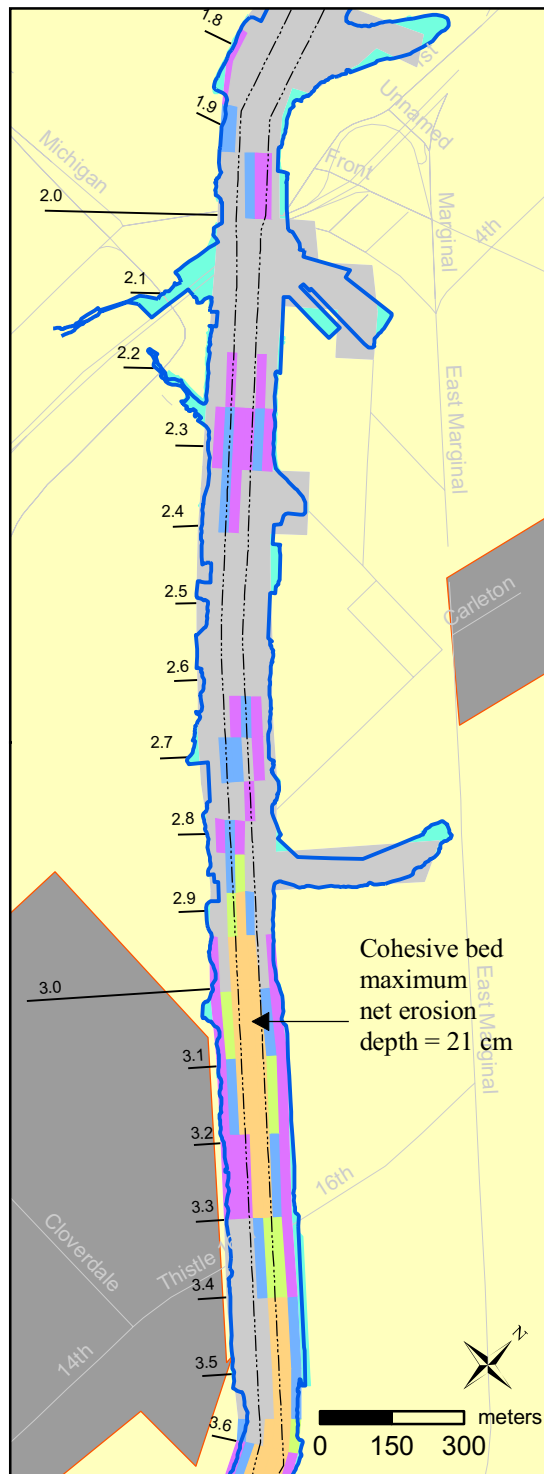 1.8
1st
1.9
Unnamed
Michigan
Front
2.0
Marginal
4th
2.1
2.2
East Marginal
2.3
2.4
2.5
Carleton
2.6
2.7
2.8
2.9
Cohesive bed
maximum
net erosion
depth = 21 cm
3.0
East Marginal
3.1
3.2
16th
3.3
Cloverdale
Thistle
3.4
14th
3.5
3.6
N
meters
0 150 300